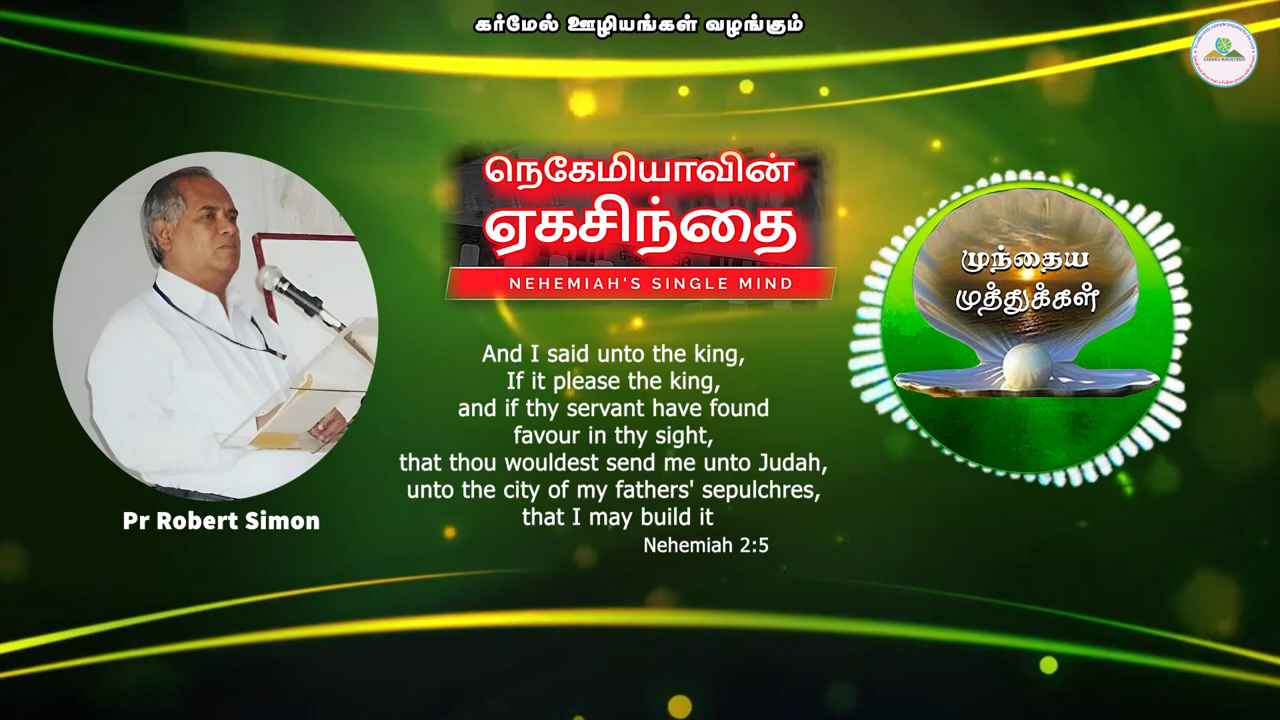 கர்மேல் ஊழியங்கள் வழங்கும்
CARMEL MINISTRIES
நெகேமியாவின்
ஏகசிந்தை
NEHEMIAH'S SINGLE MIND
முந்தைய
முத்துக்கள்
And I said unto the king,
If it please the king,
and if thy servant have found
favour in thy sight,
that thou wouldest send me unto Judah,
unto the city of my fathers' sepulchres,
that I may build it
Nehemiah 2:5
Pr Robert Simon